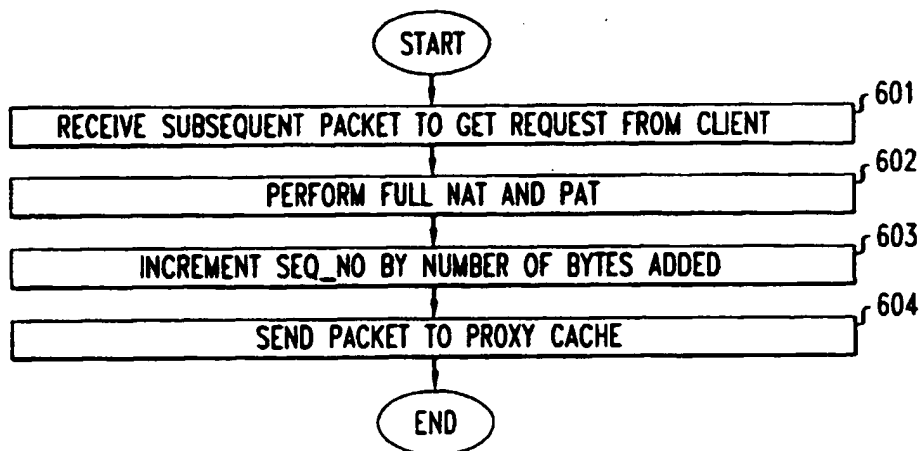 START
601
RECEIVE SUBSEQUENT PACKET TO GET REQUEST FROM CLIENT
602
PERFORM FULL NAT AND PAT
603
INCREMENT SEQ_NO BY NUMBER OF BYTES ADDED
604
SEND PACKET TO PROXY CACHE
END